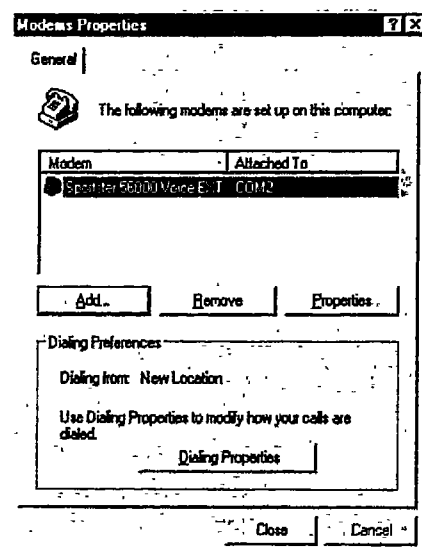 Modems Properties ? X
General
The following modems are set up on this computer:
Modem Attached To
Sportster 56000 Voice EXT COM2
Add... Remove Properties
Dialing Preferences
Dialing from: New Location
Use Dialing Properties to modify how your calls are
dialed.
Dialing Properties
Close Cancel